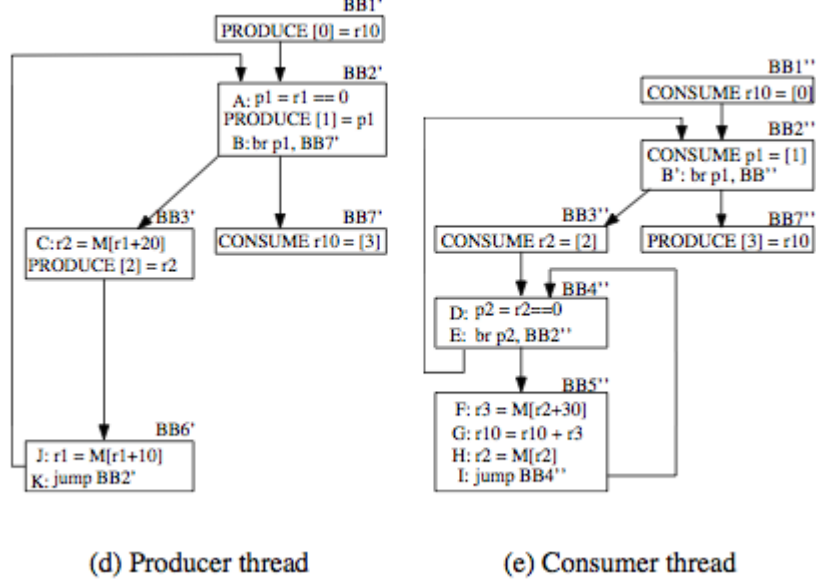 BB1'
PRODUCE [0] = r10
BB2'
A: p1 = r1 == 0
PRODUCE [1] = p1
B: br p1, BB7'
BB3'
C: r2 = M[r1+20]
PRODUCE [2] = r2
BB7'
CONSUME r10 = [3]
BB6'
J: r1 = M[r1+10]
K: jump BB2'
(d) Producer thread
BB1''
CONSUME r10 = [0]
BB2''
CONSUME p1 = [1]
B': br p1, BB''
BB3''
CONSUME r2 = [2]
BB7''
PRODUCE [3] = r10
BB4''
D: p2 = r2==0
E: br p2, BB2''
BB5''
F: r3 = M[r2+30]
G: r10 = r10 + r3
H: r2 = M[r2]
I: jump BB4''
(e) Consumer thread